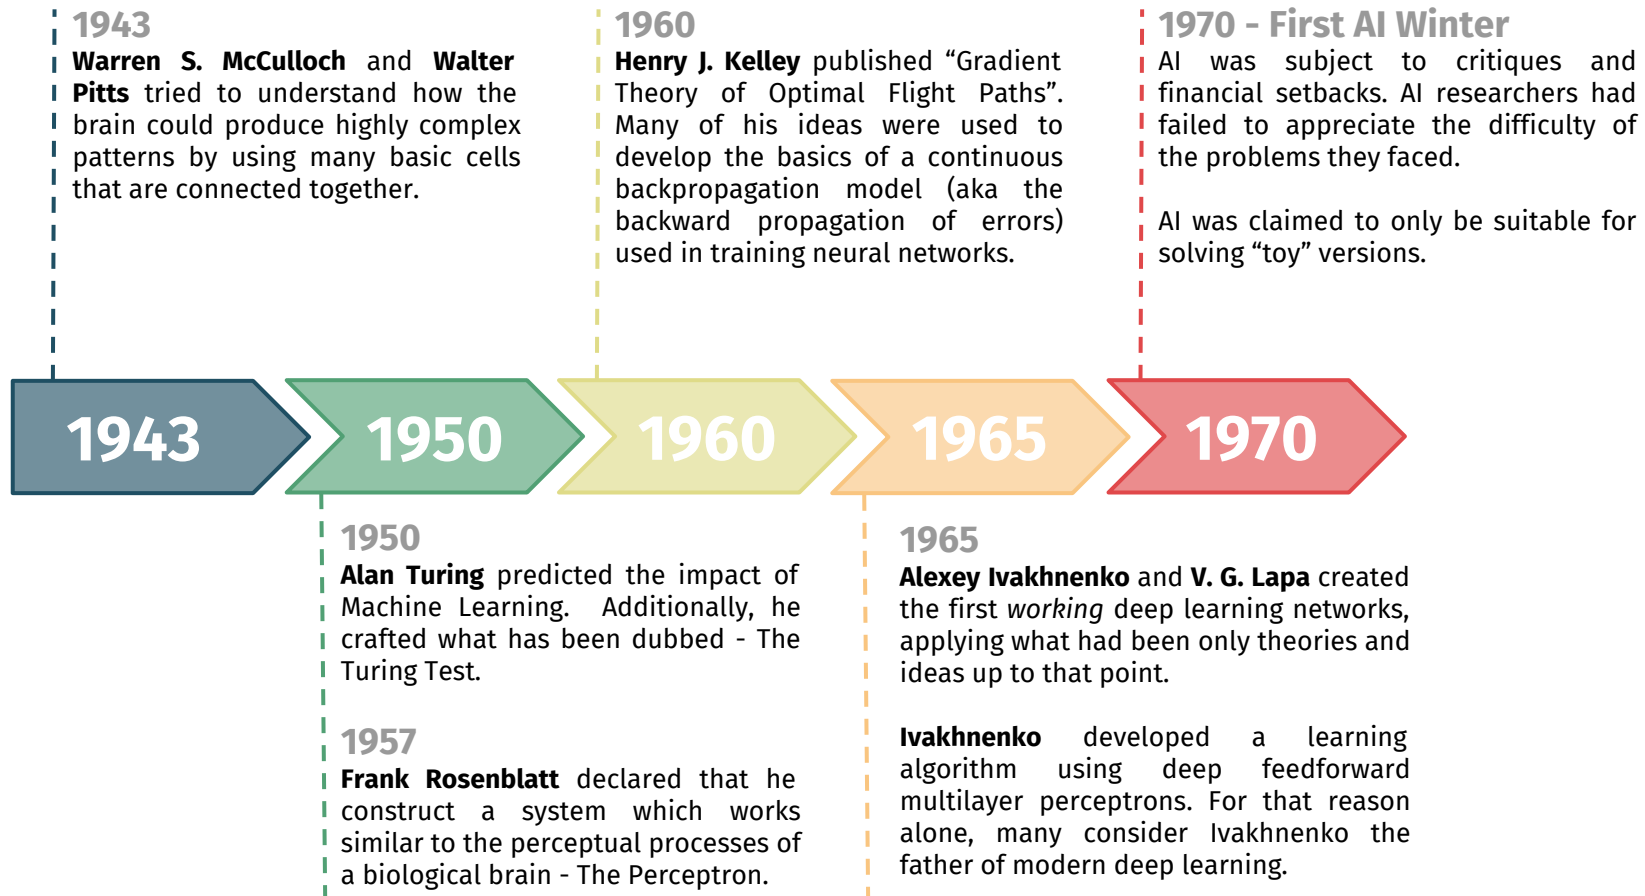 1943
Warren S. McCulloch and Walter
Pitts tried to understand how the
brain could produce highly complex
patterns by using many basic cells
that are connected together.
1960
Henry J. Kelley published “Gradient
Theory of Optimal Flight Paths”.
Many of his ideas were used to
develop the basics of a continuous
backpropagation model (aka the
backward propagation of errors)
used in training neural networks.
1970 - First AI Winter
AI was subject to critiques and
financial setbacks. AI researchers had
failed to appreciate the difficulty of
the problems they faced.
AI was claimed to only be suitable for
solving “toy” versions.
1943
1950
1960
1965
1970
1950
Alan Turing predicted the impact of
Machine Learning. Additionally, he
crafted what has been dubbed - The
Turing Test.
1957
Frank Rosenblatt declared that he
construct a system which works
similar to the perceptual processes of
a biological brain - The Perceptron.
1965
Alexey Ivakhnenko and V. G. Lapa created
the first working deep learning networks,
applying what had been only theories and
ideas up to that point.
Ivakhnenko developed a learning
algorithm using deep feedforward
multilayer perceptrons. For that reason
alone, many consider Ivakhnenko the
father of modern deep learning.